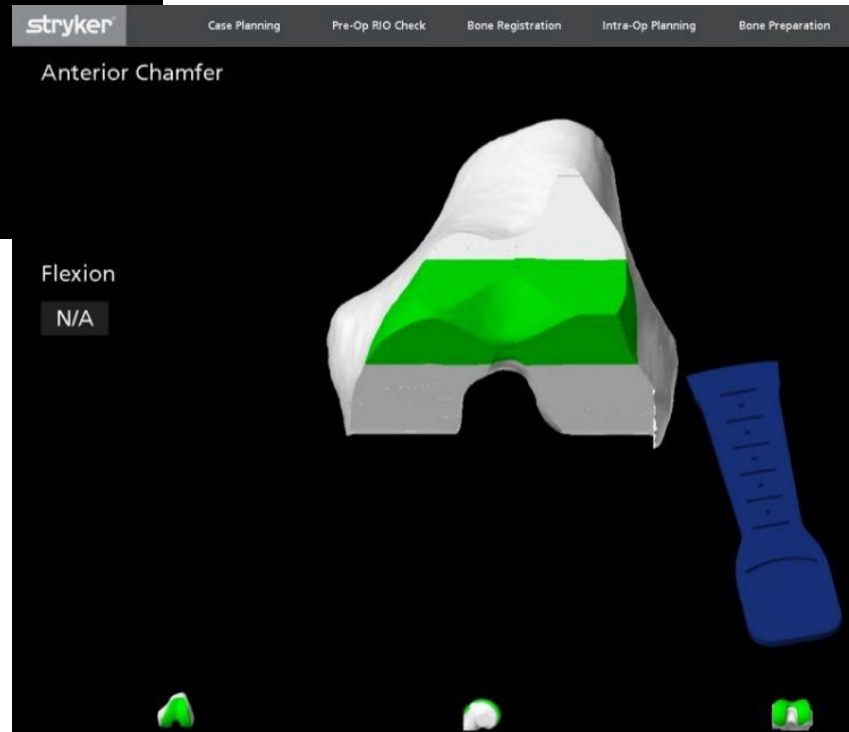 stryker
Case Planning
Pre-Op RIO Check
Bone Registration
Intra-Op Planning
Bone Preparation
Anterior Chamfer
Flexion
N/A